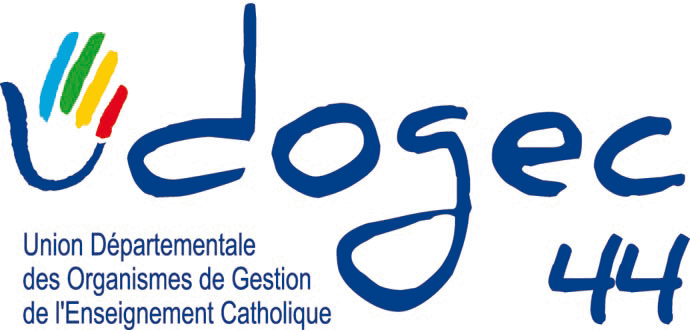 Udogec
44
Union Départementale
des Organismes de Gestion
de l'Enseignement Catholique